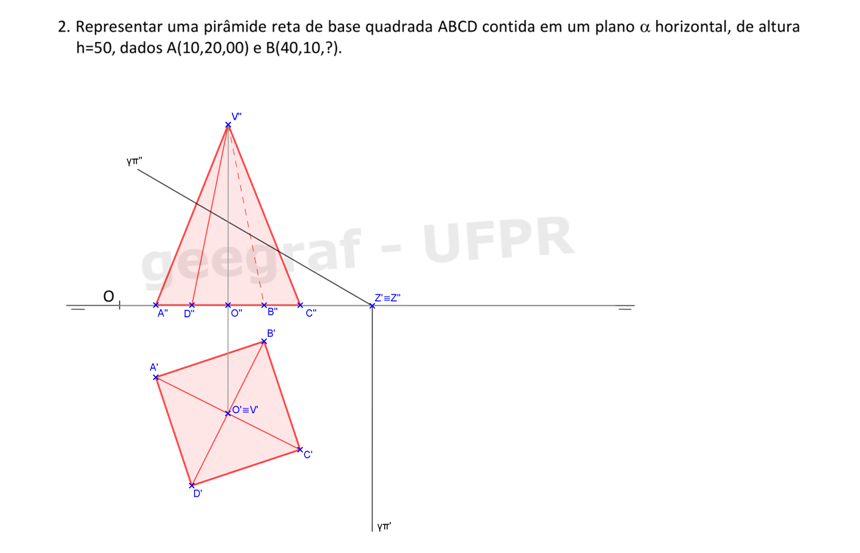 2. Representar uma pirâmide reta de base quadrada ABCD contida em um plano α horizontal, de altura
h=50, dados A(10,20,00) e B(40,10,?).
V"
γπ"
geegraf - UFPR
O
Z'≡Z"
A" D" O" B" C"
B'
A'
O'≡V'
C'
D'
γπ'